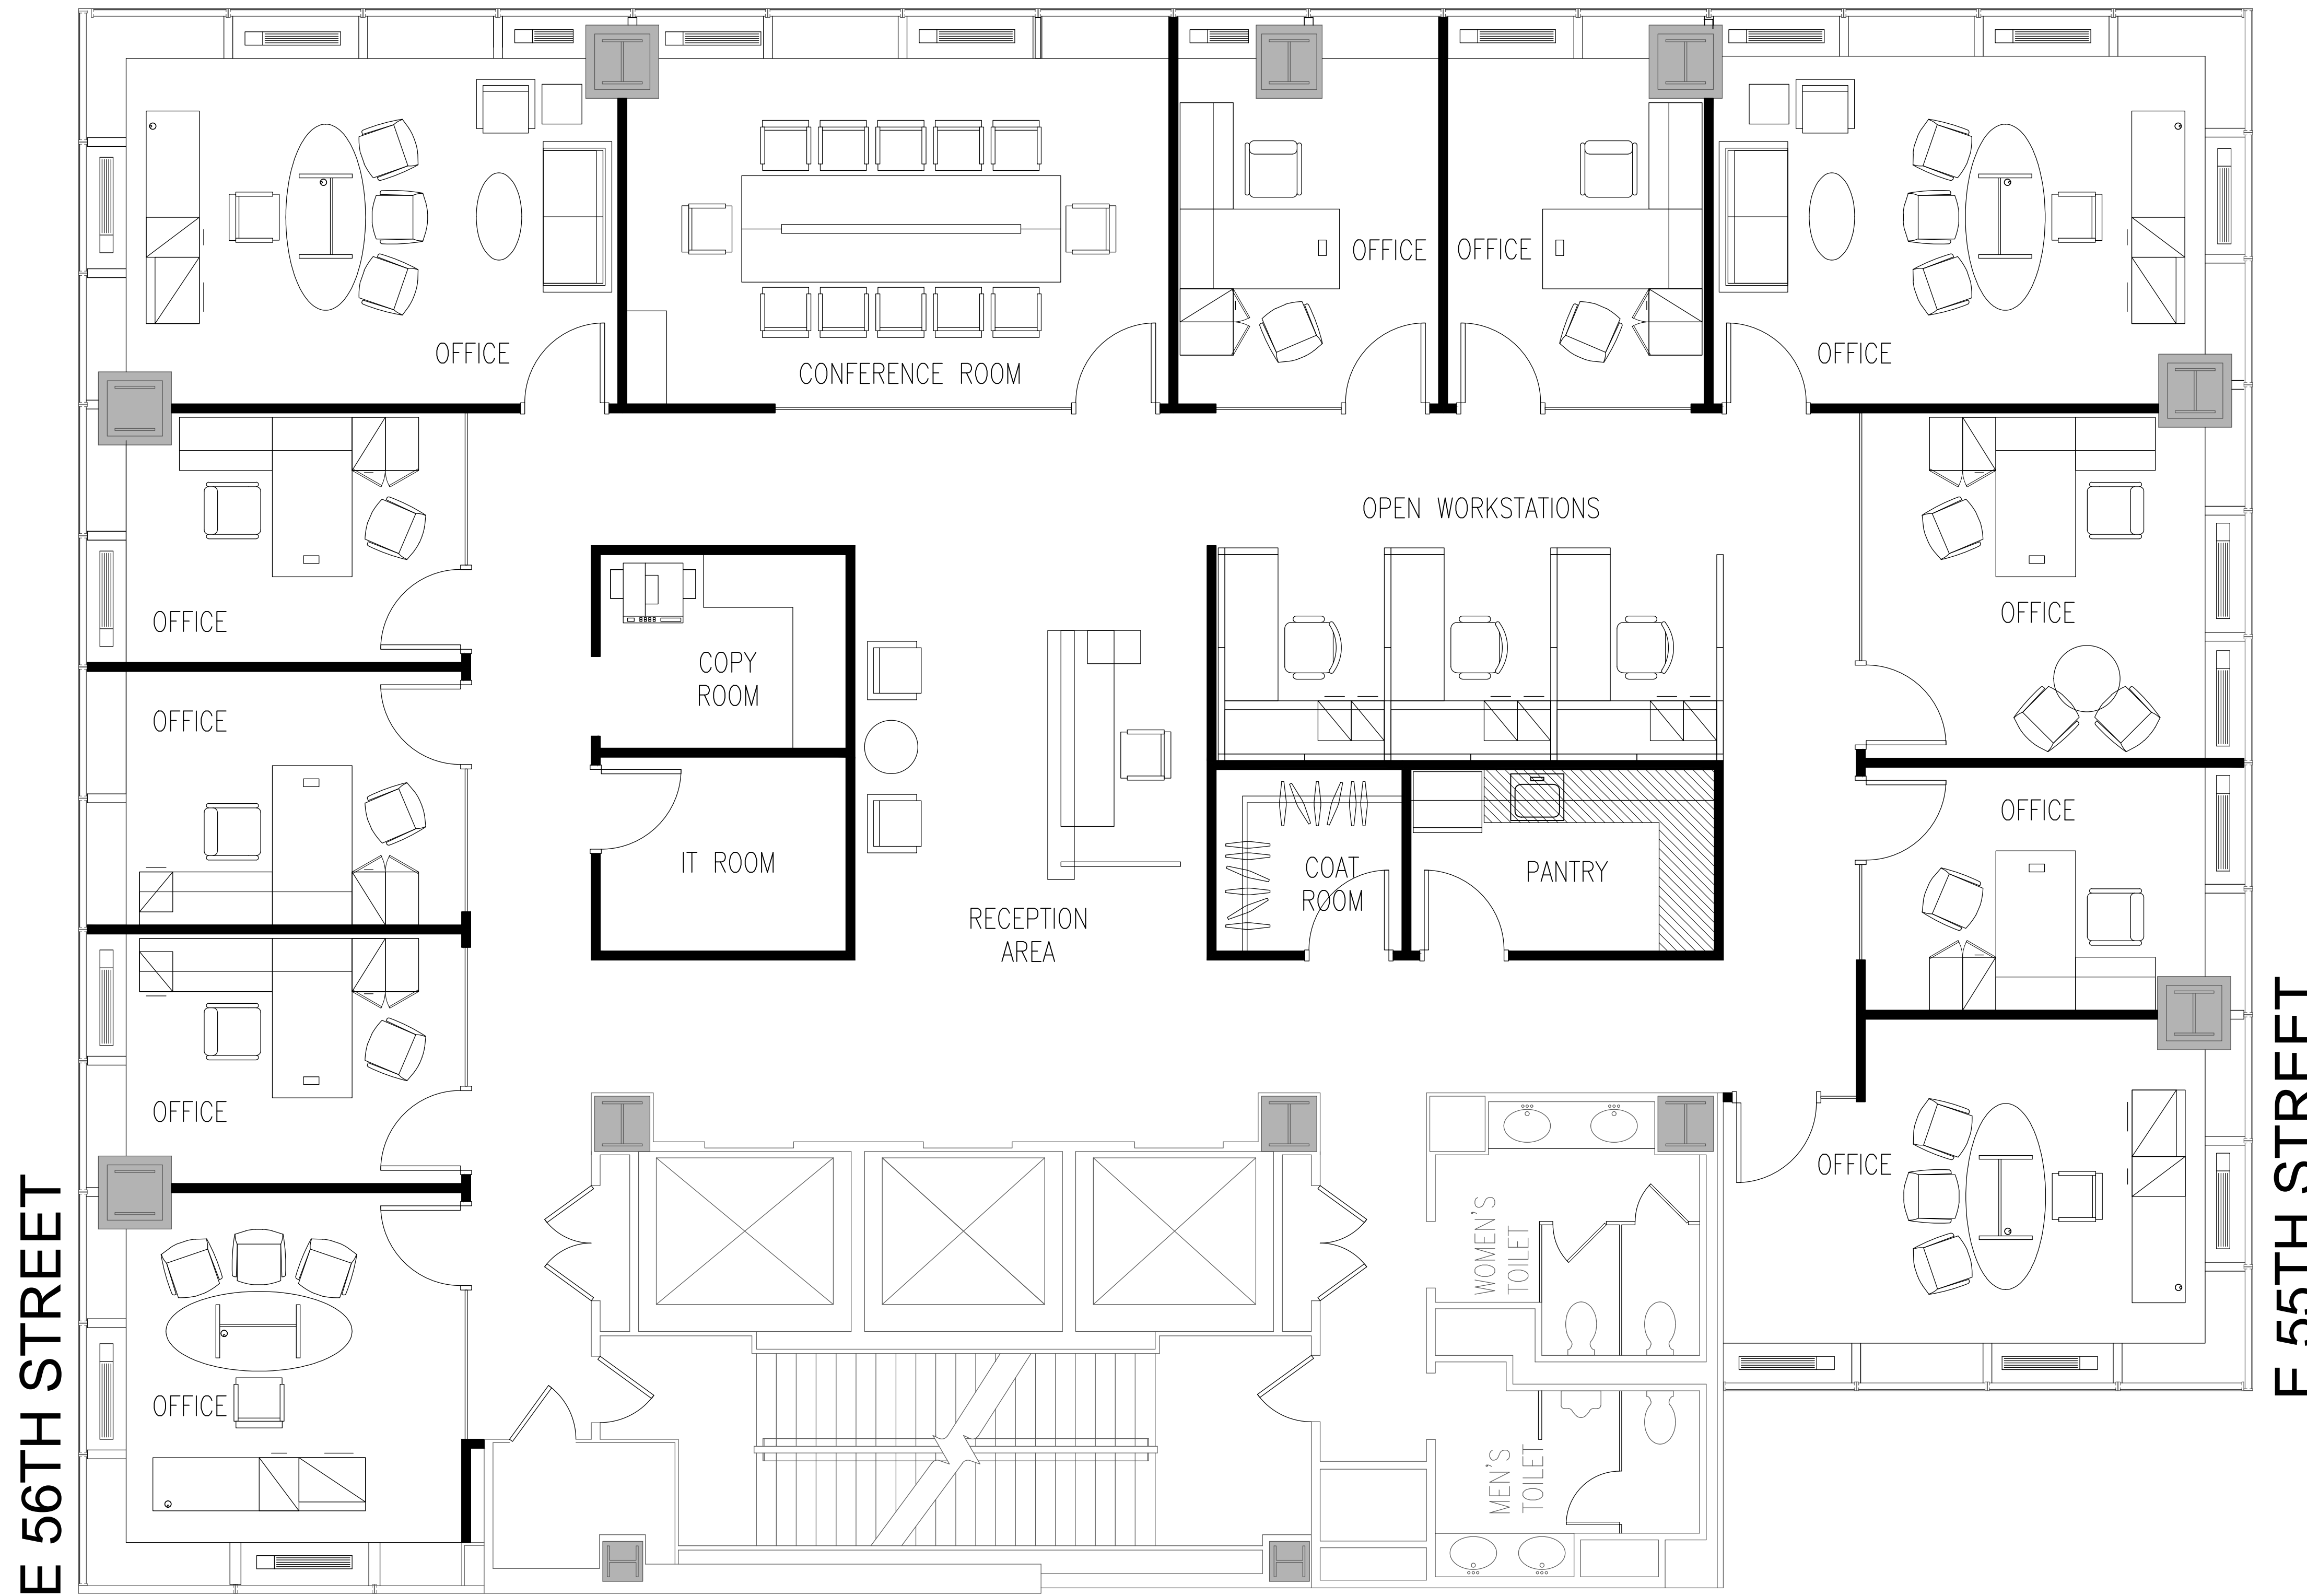 OFFICE
CONFERENCE ROOM
OFFICE
OFFICE
OFFICE
OPEN WORKSTATIONS
OFFICE
OFFICE
COPY
ROOM
OFFICE
OFFICE
IT ROOM
COAT
ROOM
PANTRY
RECEPTION
AREA
OFFICE
OFFICE
WOMEN'S
TOILET
OFFICE
MEN'S
TOILET
E 56TH STREET
E 55TH STREET